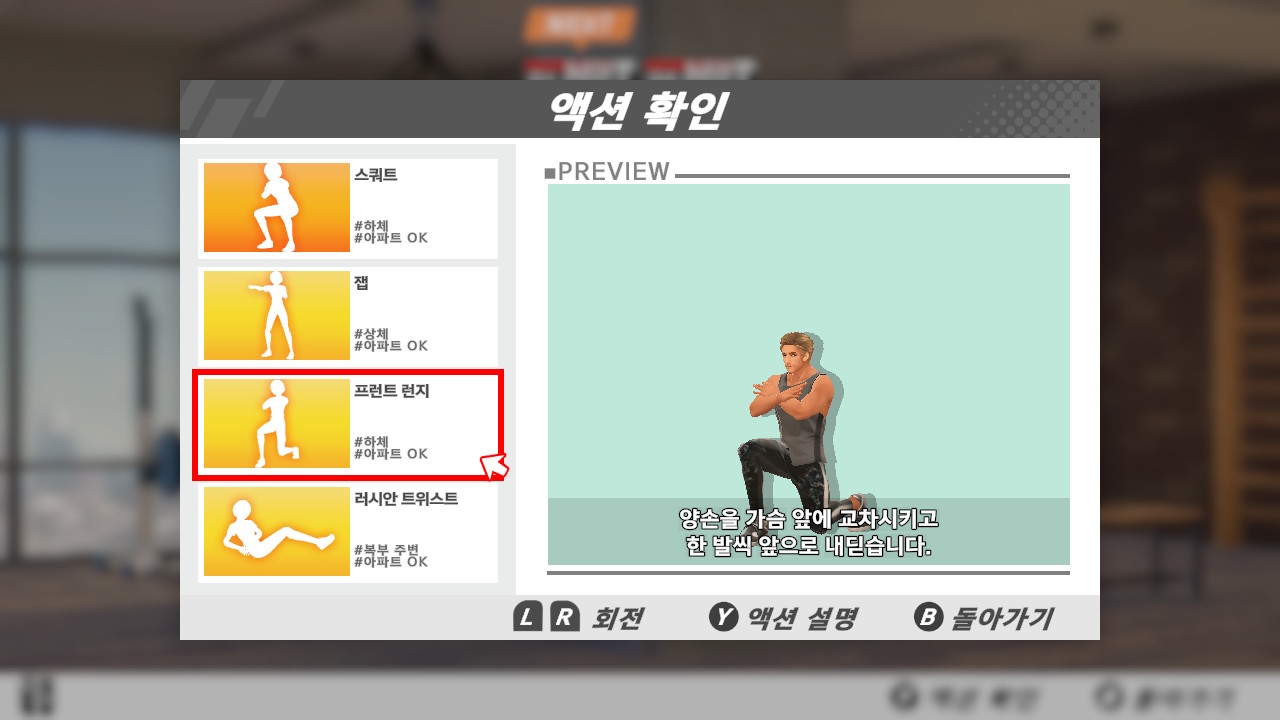 액션 확인
스쿼트
#하체
#아파트 OK
잽
#상체
#아파트 OK
프런트 런지
#하체
#아파트 OK
러시안 트위스트
#복부 주변
#아파트 OK
■PREVIEW
양손을 가슴 앞에 교차시키고
한 발씩 앞으로 내딛습니다.
L R 회전 Y 액션 설명 B 돌아가기